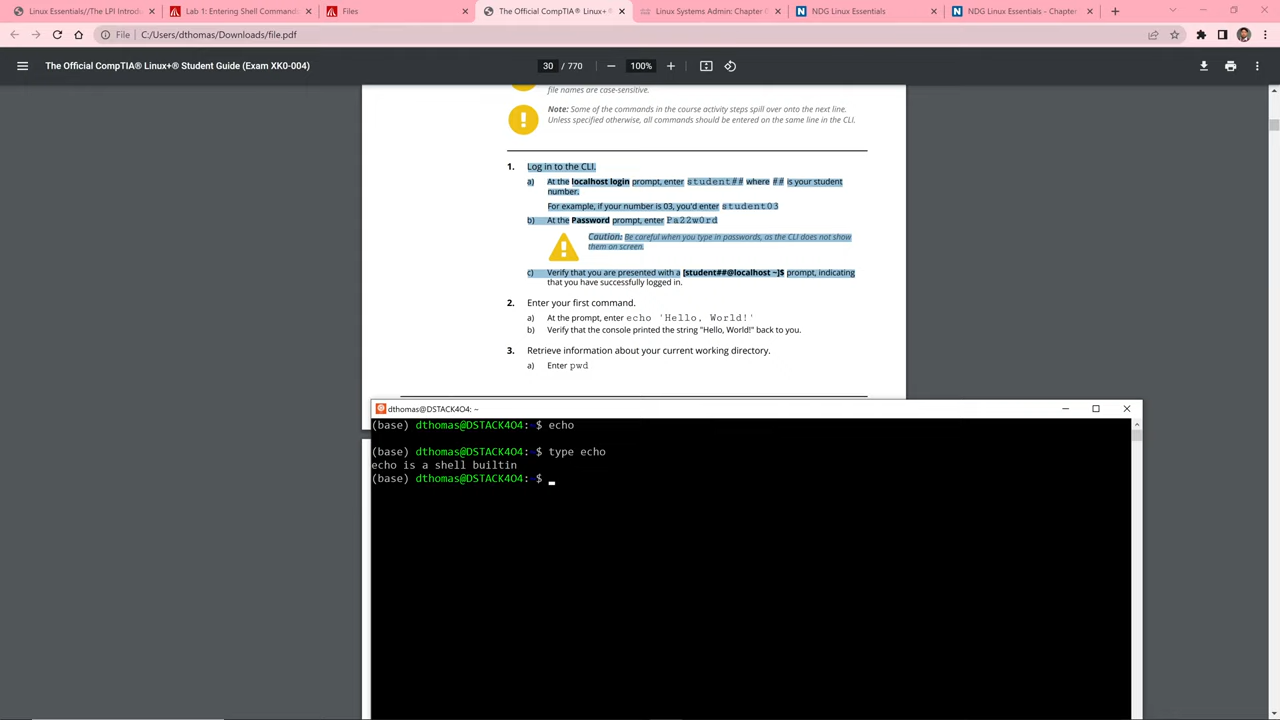 Linux Essentials/The LPI Introd
Lab 1: Entering Shell Command
Files
The Official CompTIA® Linux+ ®
Linux Systems Admin: Chapter
NDG Linux Essentials
NDG Linux Essentials - Chapter
File
C:/Users/dthomas/Downloads/file.pdf
The Official CompTIA® Linux+® Student Guide (Exam XK0-004)
30 / 770
100%
file names are case-sensitive.
Note: Some of the commands in the course activity steps spill over onto the next line.
Unless specified otherwise, all commands should be entered on the same line in the CLI.
1. Log in to the CLI.
a) At the localhost login prompt, enter student## where ## is your student
number.
For example, if your number is 03, you'd enter student03
b) At the Password prompt, enter Pa22w0rd
Caution: Be careful when you type in passwords, as the CLI does not show
them on screen.
c) Verify that you are presented with a [student##@localhost ~]$ prompt, indicating
that you have successfully logged in.
2. Enter your first command.
a) At the prompt, enter echo 'Hello, World!'
b) Verify that the console printed the string "Hello, World!" back to you.
3. Retrieve information about your current working directory.
a) Enter pwd
dthomas@DSTACK4O4: ~
(base) dthomas@DSTACK4O4:~$ echo
(base) dthomas@DSTACK4O4:~$ type echo
echo is a shell builtin
(base) dthomas@DSTACK4O4:~$